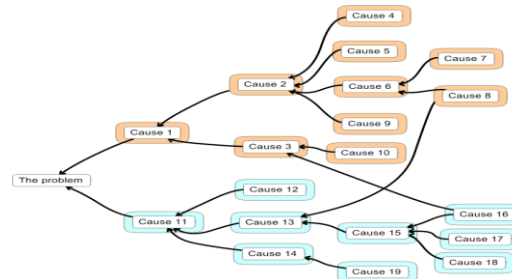 Cause 4
Cause 5
Cause 7
Cause 2
Cause 6
Cause 8
Cause 9
Cause 1
Cause 3
Cause 10
The problem
Cause 12
Cause 16
Cause 11
Cause 13
Cause 15
Cause 17
Cause 14
Cause 18
Cause 19